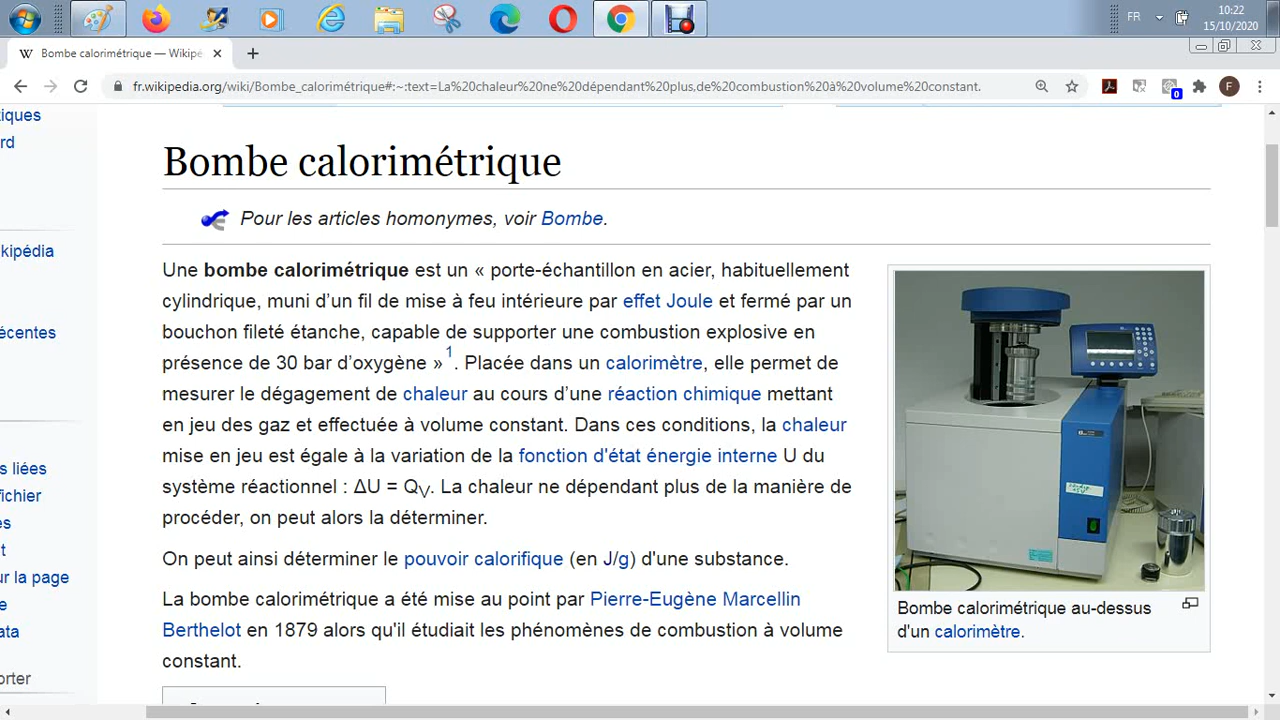 FR
10:22
15/10/2020
W Bombe calorimétrique — Wikipé
fr.wikipedia.org/wiki/Bombe_calorimétrique#:~:text=La%20chaleur%20ne%20dépendant%20plus,de%20combustion%20à%20volume%20constant.
0
F
tiques
rd
kipédia
écentes
s liées
fichier
es
t
ur la page
e
ata
orter
Bombe calorimétrique
Pour les articles homonymes, voir Bombe.
Une bombe calorimétrique est un « porte-échantillon en acier, habituellement
cylindrique, muni d’un fil de mise à feu intérieure par effet Joule et fermé par un
bouchon fileté étanche, capable de supporter une combustion explosive en
présence de 30 bar d’oxygène »1. Placée dans un calorimètre, elle permet de
mesurer le dégagement de chaleur au cours d’une réaction chimique mettant
en jeu des gaz et effectuée à volume constant. Dans ces conditions, la chaleur
mise en jeu est égale à la variation de la fonction d'état énergie interne U du
système réactionnel : ΔU = QV. La chaleur ne dépendant plus de la manière de
procéder, on peut alors la déterminer.
On peut ainsi déterminer le pouvoir calorifique (en J/g) d'une substance.
La bombe calorimétrique a été mise au point par Pierre-Eugène Marcellin
Berthelot en 1879 alors qu'il étudiait les phénomènes de combustion à volume
constant.
Bombe calorimétrique au-dessus
d'un calorimètre.